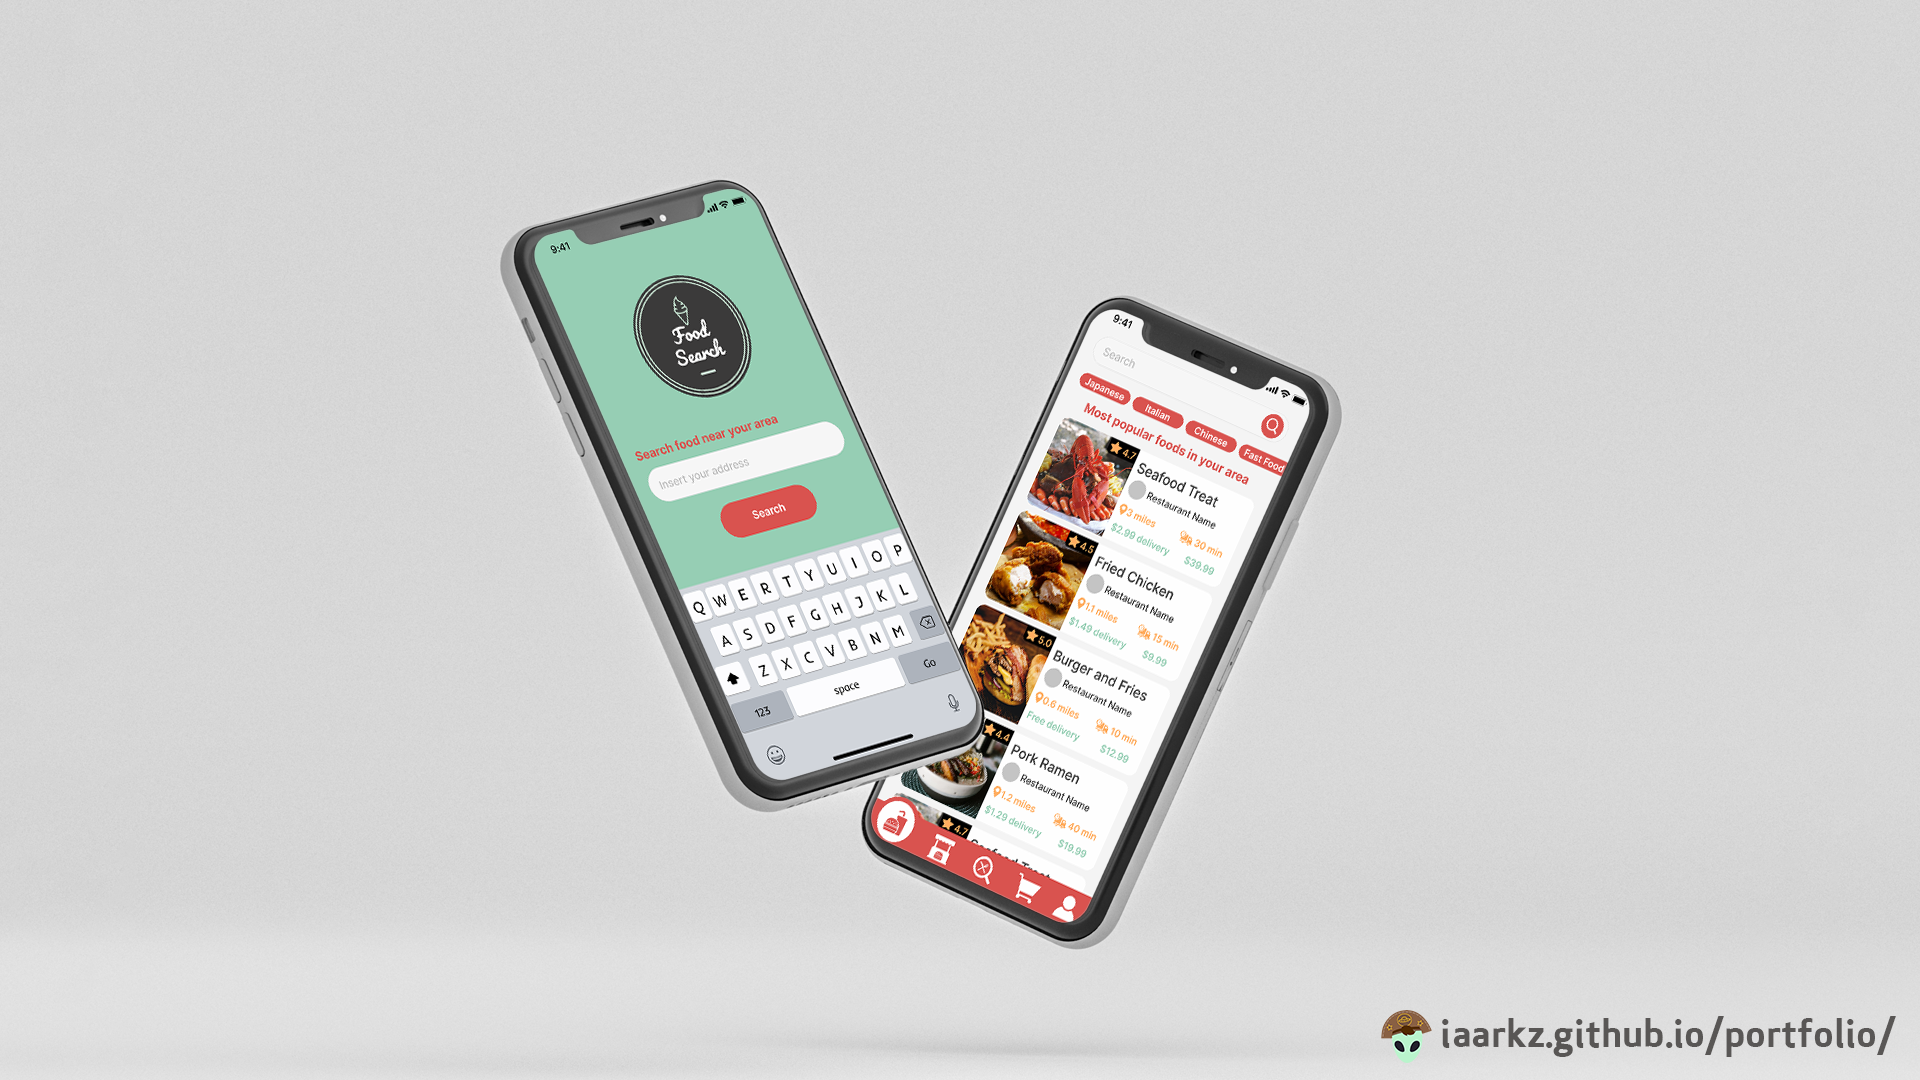 9:41
Food
Search
Search food near your area
Insert your address
Search
Q W E R T Y U I O P
A S D F G H J K L
Z X C V B N M
123
space
Go
9:41
Search
Japanese
Italian
Chinese
Fast Food
Most popular foods in your area
4.7
Seafood Treat
Restaurant Name
3 miles
30 min
$2.99 delivery
$39.99
4.5
Fried Chicken
Restaurant Name
1.1 miles
15 min
$1.49 delivery
$9.99
5.0
Burger and Fries
Restaurant Name
0.6 miles
10 min
Free delivery
$12.99
4.4
Pork Ramen
Restaurant Name
1.2 miles
40 min
$1.29 delivery
$19.99
4.7
Seafood Treat
iaarkz.github.io/portfolio/